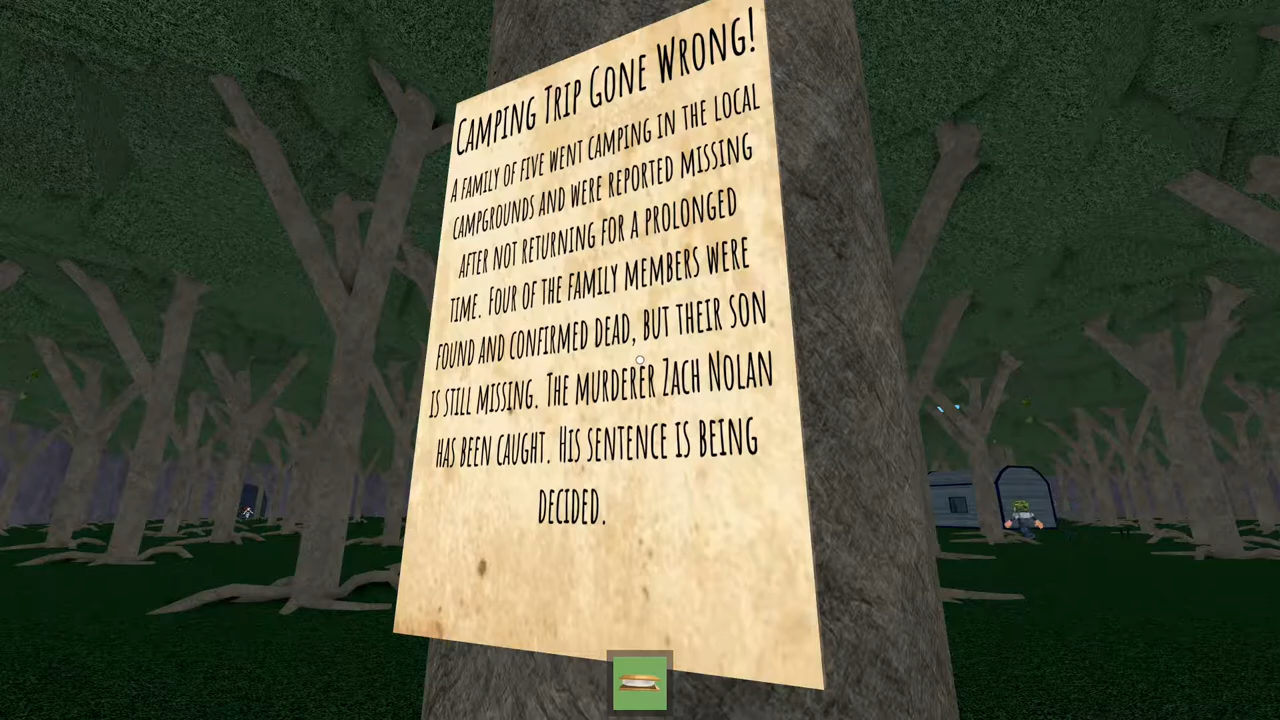 CAMPING TRIP GONE WRONG!
A FAMILY OF FIVE WENT CAMPING IN THE LOCAL
CAMPGROUNDS AND WERE REPORTED MISSING
AFTER NOT RETURNING FOR A PROLONGED
TIME. FOUR OF THE FAMILY MEMBERS WERE
FOUND AND CONFIRMED DEAD, BUT THEIR SON
IS STILL MISSING. THE MURDERER ZACH NOLAN
HAS BEEN CAUGHT. HIS SENTENCE IS BEING
DECIDED.